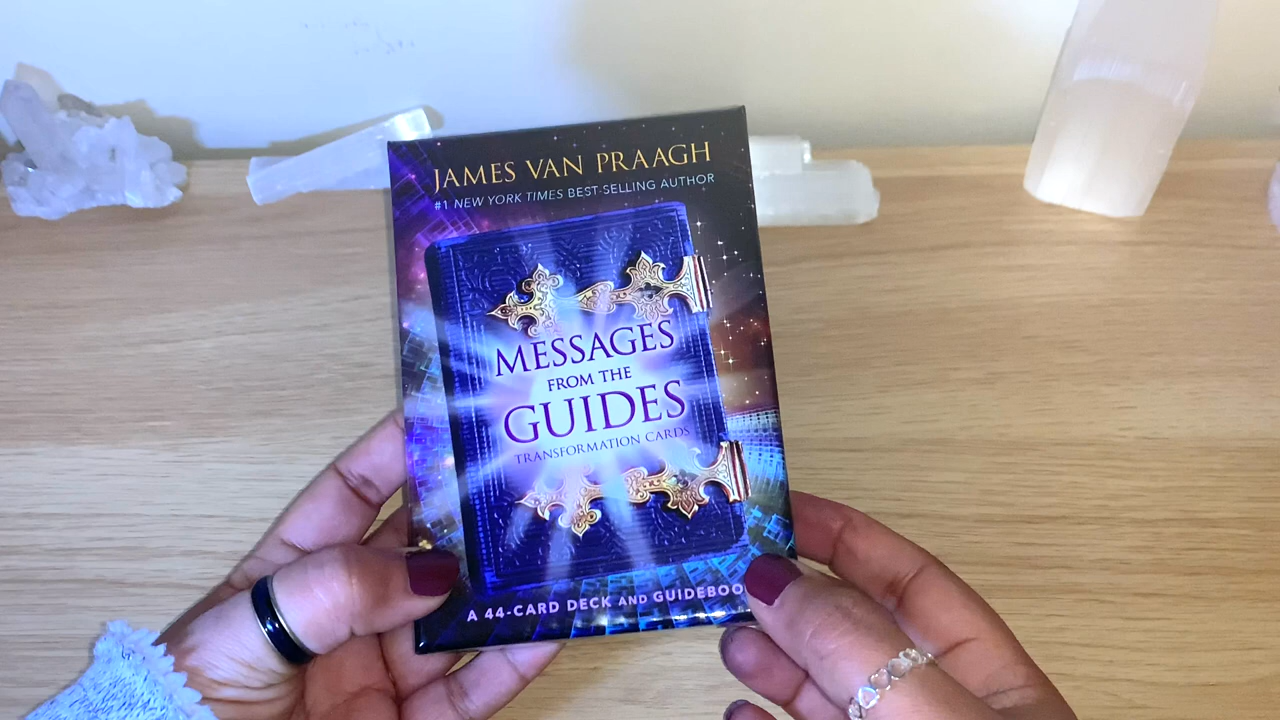 JAMES VAN PRAAGH
#1 NEW YORK TIMES BEST-SELLING AUTHOR
MESSAGES
FROM THE
GUIDES
TRANSFORMATION CARDS
A 44-CARD DECK AND GUIDEBOO